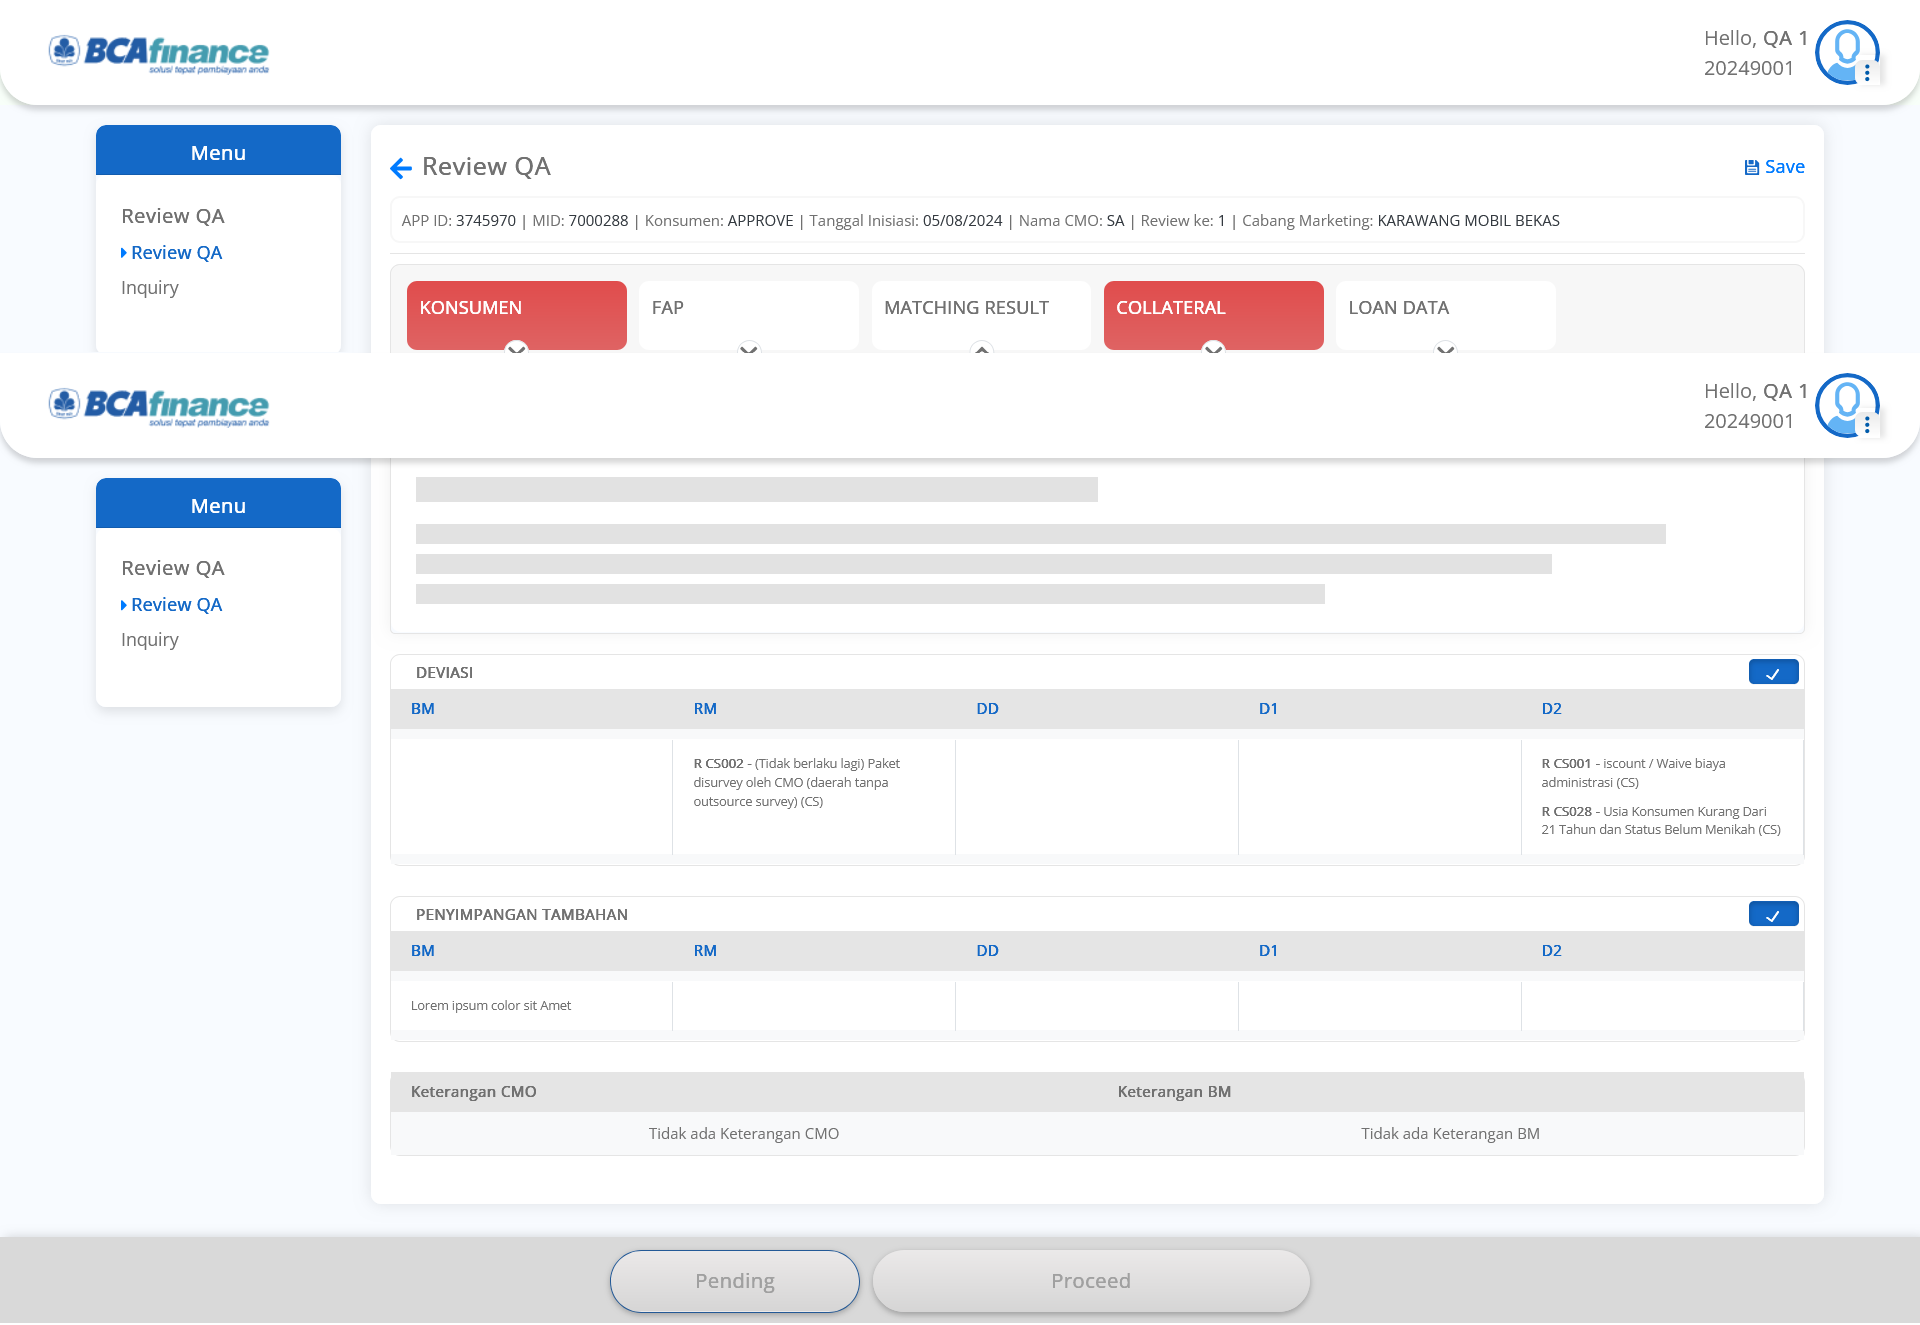 BCAfinance
solusi tepat pembiayaan anda
Hello, QA 1
20249001
Menu
Review QA
Review QA
Inquiry
Review QA
Save
APP ID: 3745970 | MID: 7000288 | Konsumen: APPROVE | Tanggal Inisiasi: 05/08/2024 | Nama CMO: SA | Review ke: 1 | Cabang Marketing: KARAWANG MOBIL BEKAS
KONSUMEN
FAP
MATCHING RESULT
COLLATERAL
LOAN DATA
BCAfinance
solusi tepat pembiayaan anda
Hello, QA 1
20249001
Menu
Review QA
Review QA
Inquiry
DEVIASI
BM
RM
DD
D1
D2
R CS002 - (Tidak berlaku lagi) Paket
disurvey oleh CMO (daerah tanpa
outsource survey) (CS)
R CS001 - iscount / Waive biaya
administrasi (CS)
R CS028 - Usia Konsumen Kurang Dari
21 Tahun dan Status Belum Menikah (CS)
PENYIMPANGAN TAMBAHAN
BM
RM
DD
D1
D2
Lorem ipsum color sit Amet
Keterangan CMO
Keterangan BM
Tidak ada Keterangan CMO
Tidak ada Keterangan BM
Pending
Proceed